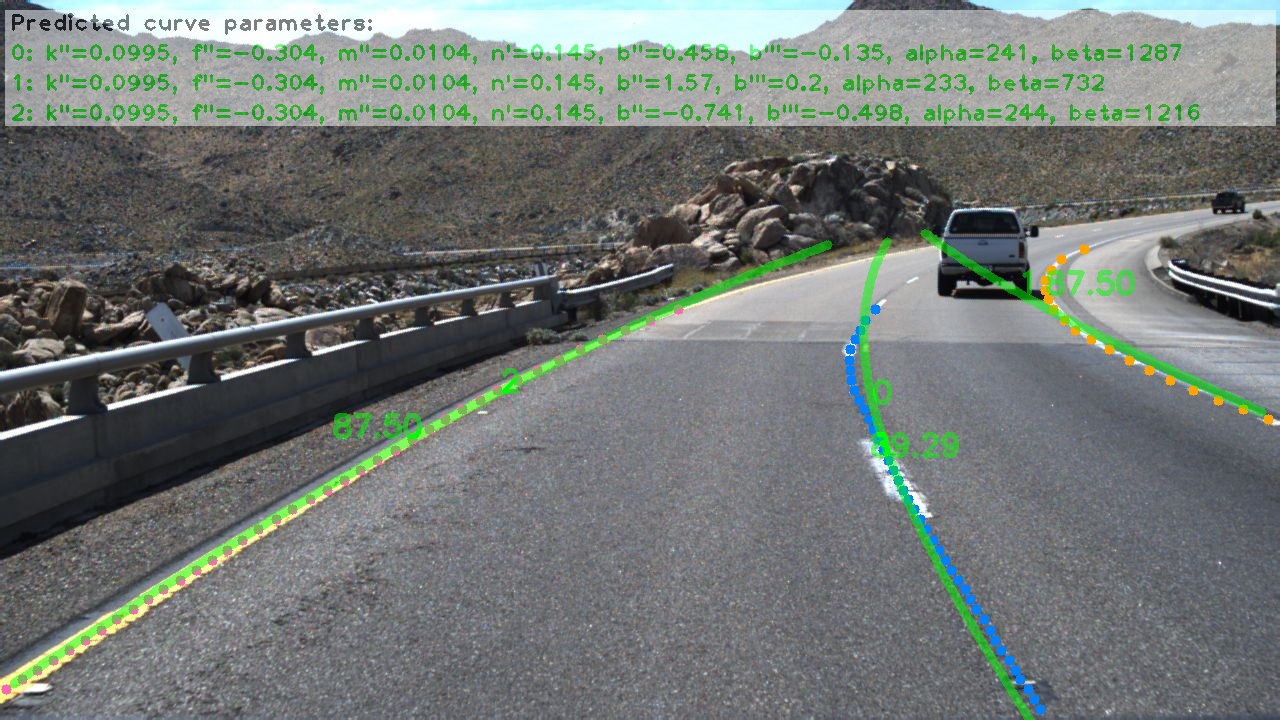 Predicted curve parameters:
0: k''=0.0995, f''=-0.304, m''=0.0104, n'=0.145, b''=0.458, b'''=-0.135, alpha=241, beta=1287
1: k''=0.0995, f''=-0.304, m''=0.0104, n'=0.145, b''=1.57, b'''=0.2, alpha=233, beta=732
2: k''=0.0995, f''=-0.304, m''=0.0104, n'=0.145, b''=-0.741, b'''=-0.498, alpha=244, beta=1216
1 87.50
2
0
87.50
89.29